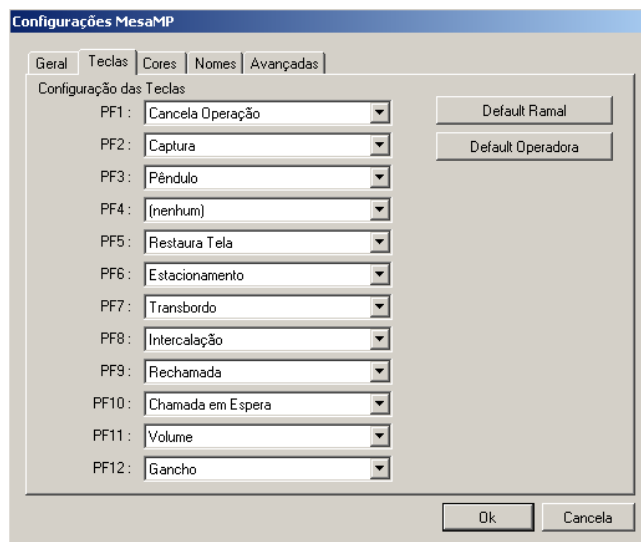 Configurações MesaMP
Geral Teclas Cores Nomes Avançadas
Configuração das Teclas
PF1 : Cancela Operação Default Ramal
PF2 : Captura Default Operadora
PF3 : Pêndulo
PF4 : (nenhum)
PF5 : Restaura Tela
PF6 : Estacionamento
PF7 : Transbordo
PF8 : Intercalação
PF9 : Rechamada
PF10 : Chamada em Espera
PF11 : Volume
PF12 : Gancho
Ok Cancela